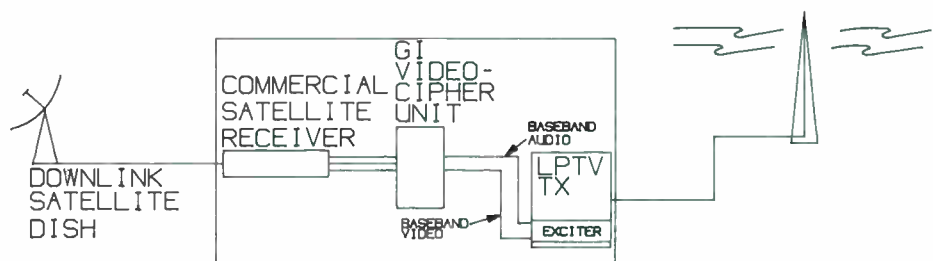 DOWNLINK
SATELLITE
DISH
COMMERCIAL
SATELLITE
RECEIVER
GI
VIDEO-
CIPHER
UNIT
BASEBAND
AUDIO
BASEBAND
VIDEO
LPTV
TX
EXCITER